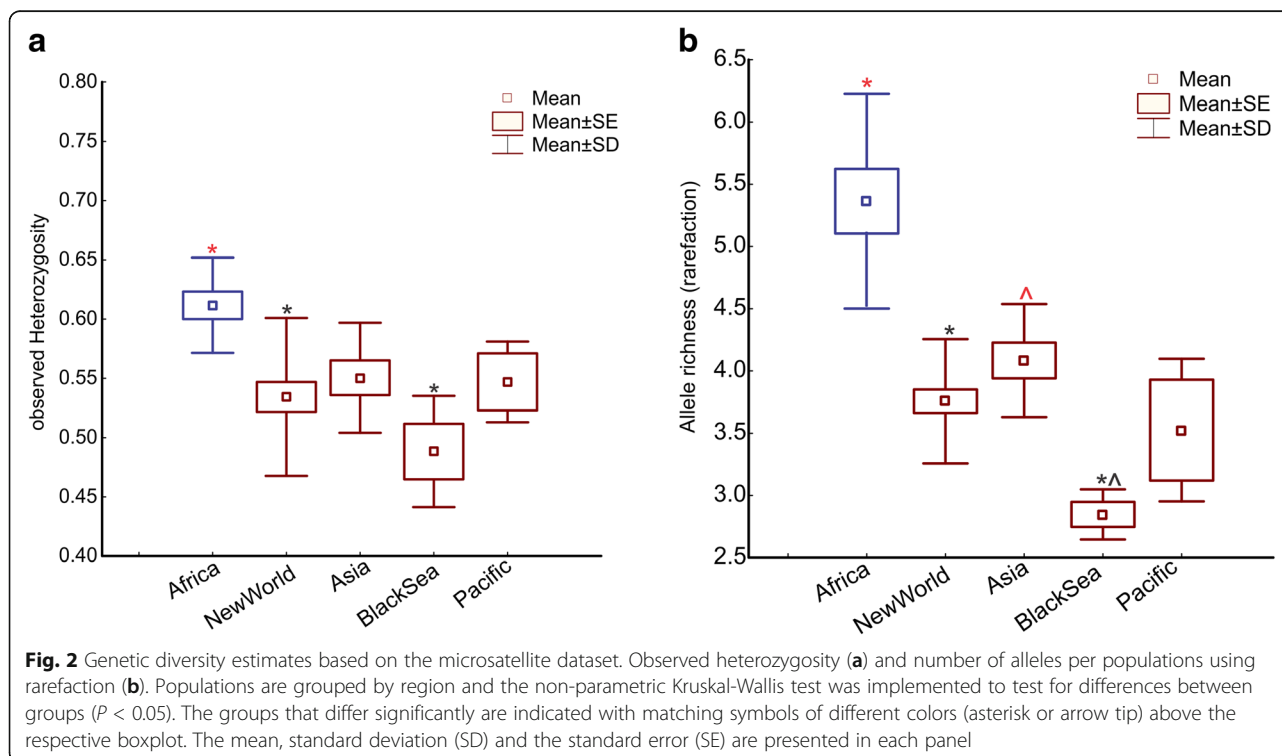 a
0.80
0.75
0.70
0.65
0.60
0.55
0.50
0.45
0.40
observed Heterozygosity
Mean
Mean±SE
Mean±SD
*
*
*
Africa
NewWorld
Asia
BlackSea
Pacific
b
6.5
6.0
5.5
5.0
4.5
4.0
3.5
3.0
2.5
Allele richness (rarefaction)
Mean
Mean±SE
Mean±SD
*
*
^
*^
Africa
NewWorld
Asia
BlackSea
Pacific
Fig. 2 Genetic diversity estimates based on the microsatellite dataset. Observed heterozygosity (a) and number of alleles per populations using
rarefaction (b). Populations are grouped by region and the non-parametric Kruskal-Wallis test was implemented to test for differences between
groups (P < 0.05). The groups that differ significantly are indicated with matching symbols of different colors (asterisk or arrow tip) above the
respective boxplot. The mean, standard deviation (SD) and the standard error (SE) are presented in each panel